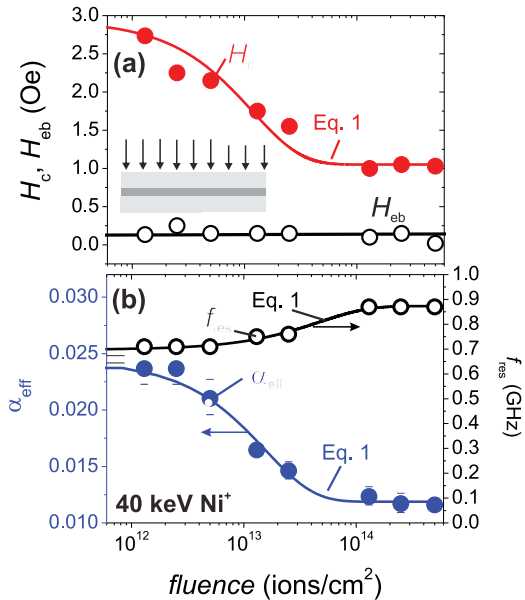 3.0
2.5
2.0
1.5
1.0
0.5
0.0
H_c, H_eb (Oe)
(a)
H
Eq. 1
H_eb
0.030
0.025
0.020
0.015
0.010
α_eff
(b)
Eq. 1
f_res
α_eff
Eq. 1
40 keV Ni⁺
1.0
0.9
0.8
0.7
0.6
0.5
0.4
0.3
0.2
0.1
0.0
f_res (GHz)
10¹² 10¹³ 10¹⁴
fluence (ions/cm²)